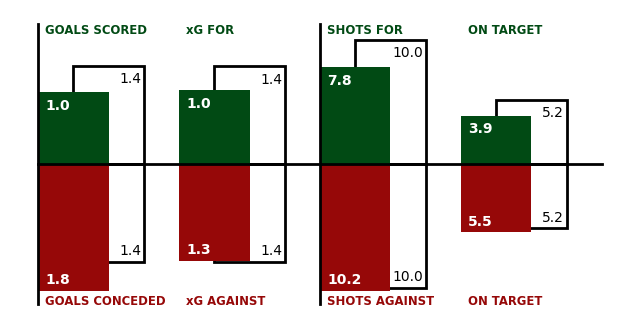 GOALS SCORED xG FOR SHOTS FOR ON TARGET
1.4 1.4 10.0 5.2
1.0 1.0 7.8 3.9
1.8 1.3 10.2 5.5
1.4 1.4 10.0 5.2
GOALS CONCEDED xG AGAINST SHOTS AGAINST ON TARGET